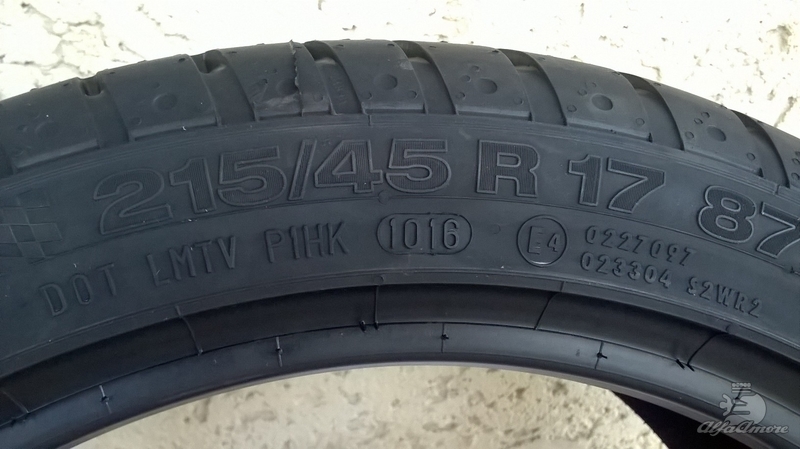 215/45 R 17 87
DOT LMTV P1HK 1016 E4 0227097
023304 S2WR2
AlfaAmore